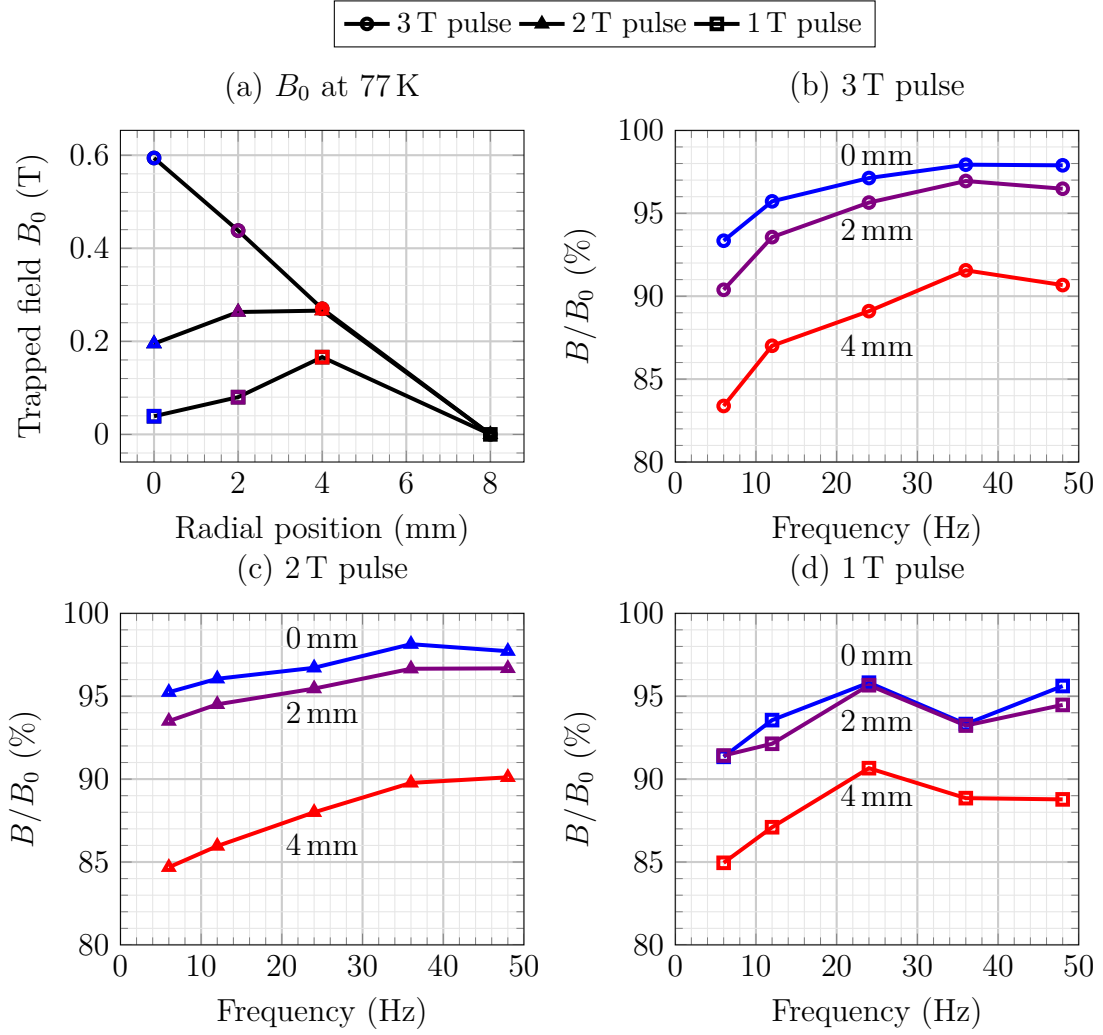 3 T pulse 2 T pulse 1 T pulse
(a) B₀ at 77 K
Trapped field B₀ (T)
0.6
0.4
0.2
0
0 2 4 6 8
Radial position (mm)
(b) 3 T pulse
B/B₀ (%)
100
95
90
85
80
0 mm
2 mm
4 mm
0 10 20 30 40 50
Frequency (Hz)
(c) 2 T pulse
B/B₀ (%)
100
95
90
85
80
0 mm
2 mm
4 mm
0 10 20 30 40 50
Frequency (Hz)
(d) 1 T pulse
B/B₀ (%)
100
95
90
85
80
0 mm
2 mm
4 mm
0 10 20 30 40 50
Frequency (Hz)